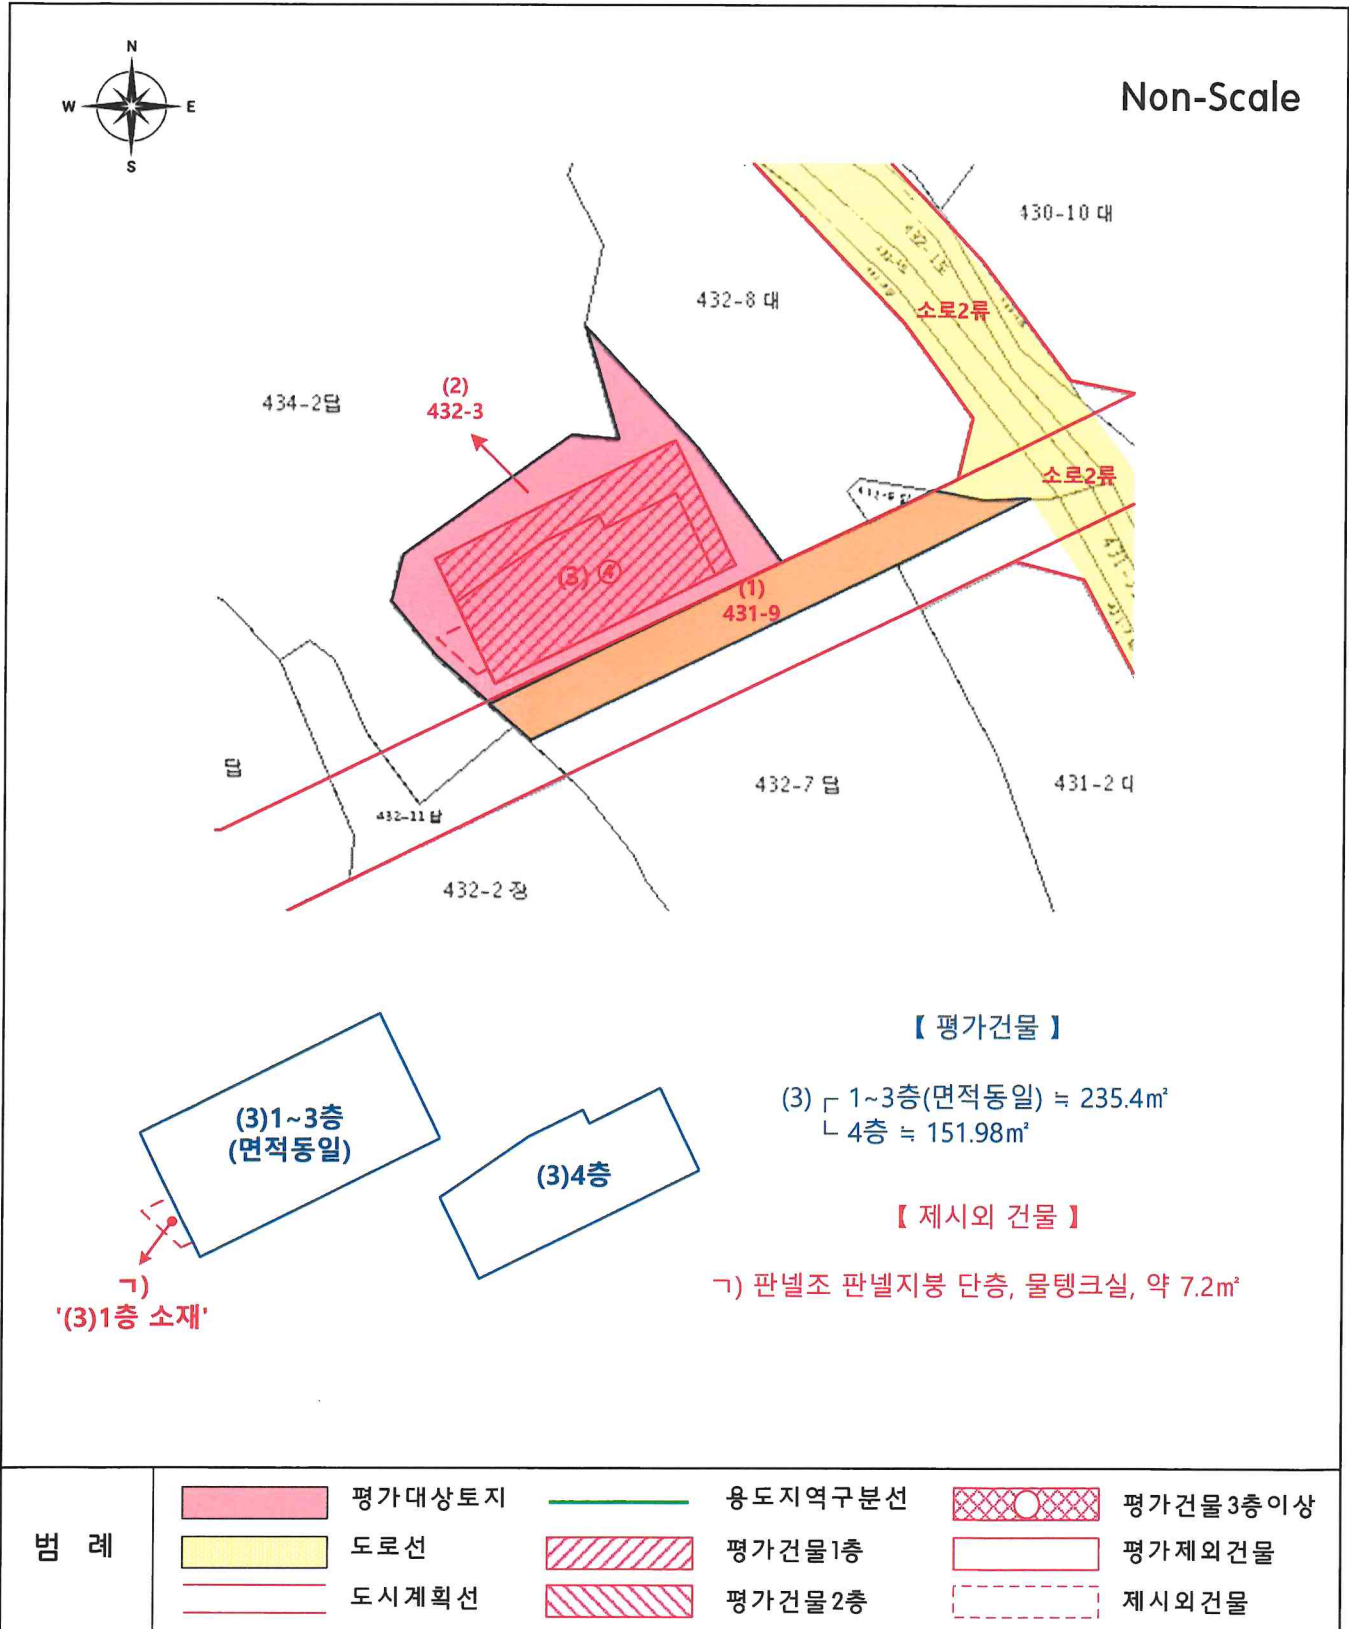 N
W E
S
Non-Scale
430-10 대
432-8 대
소로2류
434-2답
(2)
432-3
소로2류
(3) ④
(1)
431-9
답
432-7 답
431-2 대
432-11 답
432-2 장
(3)1~3층
(면적동일)
(3)4층
ㄱ)
'(3)1층 소재'
【 평가건물 】
(3) ┌ 1~3층(면적동일) ≒ 235.4㎡
└ 4층 ≒ 151.98㎡
【 제시외 건물 】
ㄱ) 판넬조 판넬지붕 단층, 물텡크실, 약 7.2㎡
범 례
평가대상토지
용도지역구분선
평가건물3층이상
도로선
평가건물1층
평가제외건물
도시계획선
평가건물2층
제시외건물